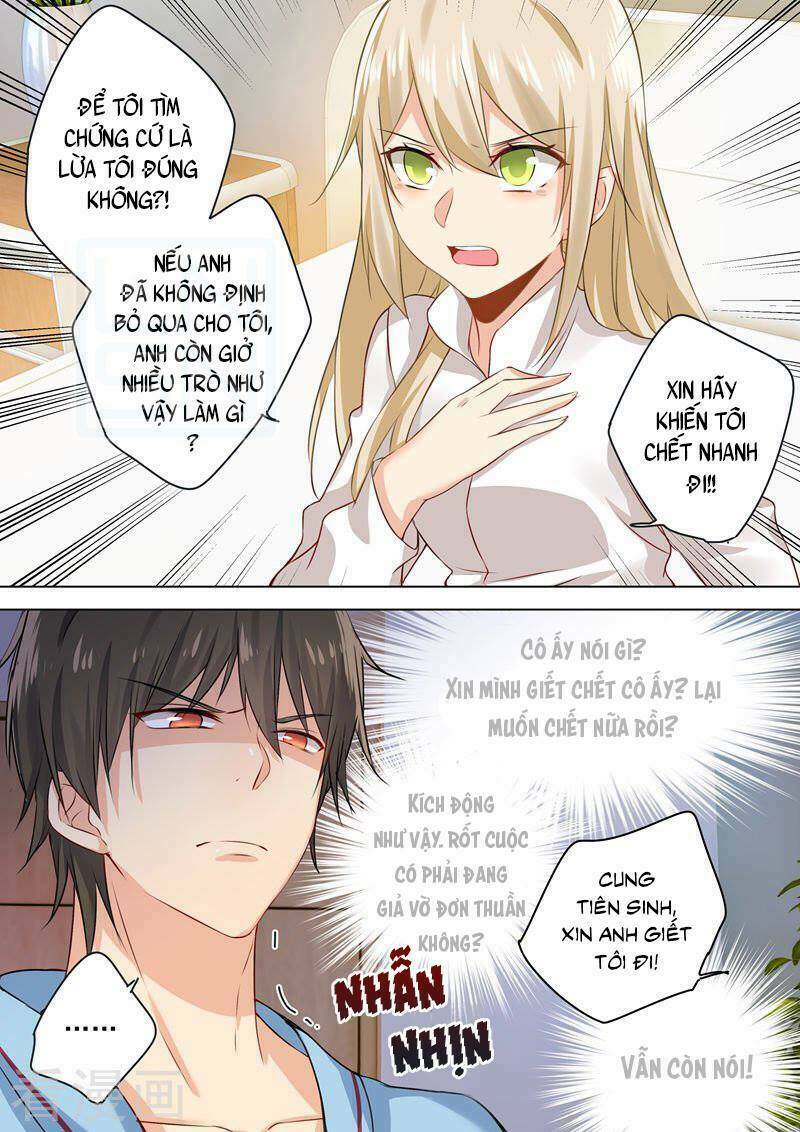 ĐỂ TÔI TÌM
CHỨNG CỨ LÀ
LỪA TÔI ĐÚNG
KHÔNG?!
NẾU ANH
ĐÃ KHÔNG ĐỊNH
BỎ QUA CHO TÔI,
ANH CÒN GIỞ
NHIỀU TRÒ NHƯ
VẬY LÀM GÌ
?
XIN HÃY
KHIẾN TÔI
CHẾT NHANH
ĐI!!
CÔ ẤY NÓI GÌ?
XIN MÌNH GIẾT CHẾT CÔ ẤY? LẠI
MUỐN CHẾT NỮA RỒI?
KÍCH ĐỘNG
NHƯ VẬY. RỐT CUỘC
CÓ PHẢI ĐANG
GIẢ VỜ ĐƠN THUẦN
KHÔNG?
CUNG
TIÊN SINH,
XIN ANH GIẾT
TÔI ĐI!
NHẪN
NHỊN
......
VẪN CÒN NÓI!
看漫画